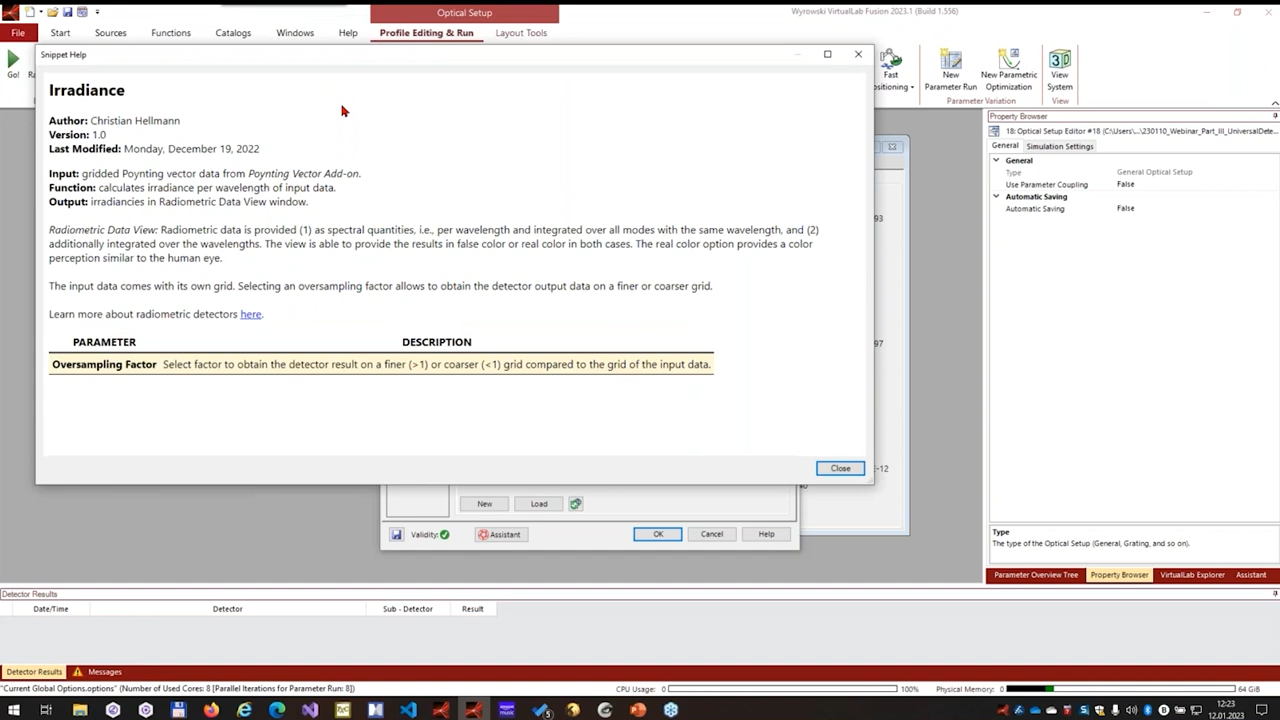 Optical Setup
Wyrowski VirtualLab Fusion 2023.1 (Build 1.556)
File
Start
Sources
Functions
Catalogs
Windows
Help
Profile Editing & Run
Layout Tools
Go!
Snippet Help
Fast
New
New Parametric
View
Parameter Run
Optimization
System
Parameter Variation
View
Irradiance
Author: Christian Hellmann
Version: 1.0
Last Modified: Monday, December 19, 2022
Input: gridded Poynting vector data from Poynting Vector Add-on.
Function: calculates irradiance per wavelength of input data.
Output: irradiancies in Radiometric Data View window.
Radiometric Data View: Radiometric data is provided (1) as spectral quantities, i.e., per wavelength and integrated over all modes with the same wavelength, and (2)
additionally integrated over the wavelengths. The view is able to provide the results in false color or real color in both cases. The real color option provides a color
perception similar to the human eye.
The input data comes with its own grid. Selecting an oversampling factor allows to obtain the detector output data on a finer or coarser grid.
Learn more about radiometric detectors here.
PARAMETER DESCRIPTION
Oversampling Factor Select factor to obtain the detector result on a finer (>1) or coarser (<1) grid compared to the grid of the input data.
Close
93
97
E-12
New
Load
Validity:
Assistant
OK
Cancel
Help
Property Browser
18: Optical Setup Editor #18 (C:\Users\...\230110_Webinar_Part_III_UniversalDete...
General
Simulation Settings
General
Type General Optical Setup
Use Parameter Coupling False
Automatic Saving
Automatic Saving False
Type
The type of the Optical Setup (General, Grating, and so on).
Parameter Overview Tree
Property Browser
VirtualLab Explorer
Assistant
Detector Results
Date/Time
Detector
Sub - Detector
Result
Detector Results
Messages
"Current Global Options.options" (Number of Used Cores: 8 [Parallel Iterations for Parameter Run: 8])
CPU Usage: 0
100%
Physical Memory: 0
64 GiB
12:23
12.01.2023